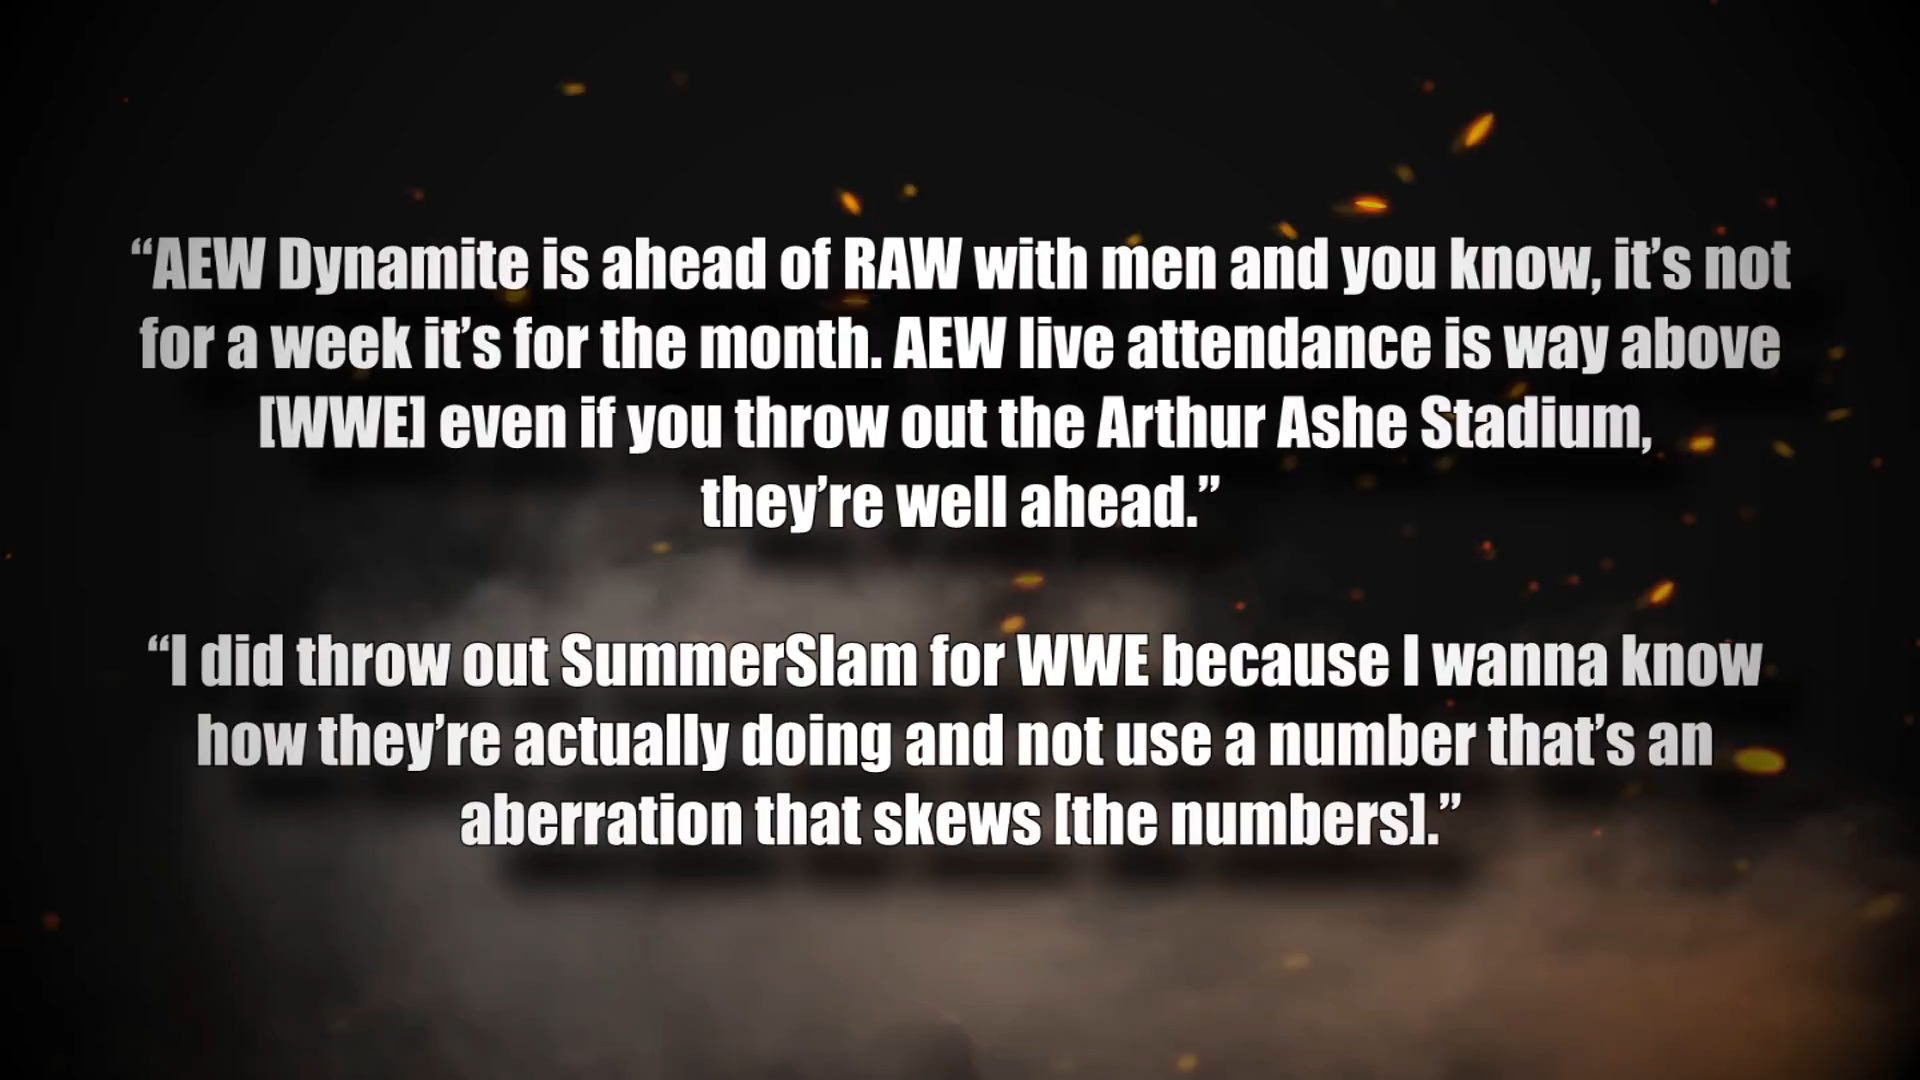 “AEW Dynamite is ahead of RAW with men and you know, it’s not
for a week it’s for the month. AEW live attendance is way above
[WWE] even if you throw out the Arthur Ashe Stadium,
they’re well ahead.”
“I did throw out SummerSlam for WWE because I wanna know
how they’re actually doing and not use a number that’s an
aberration that skews [the numbers].”